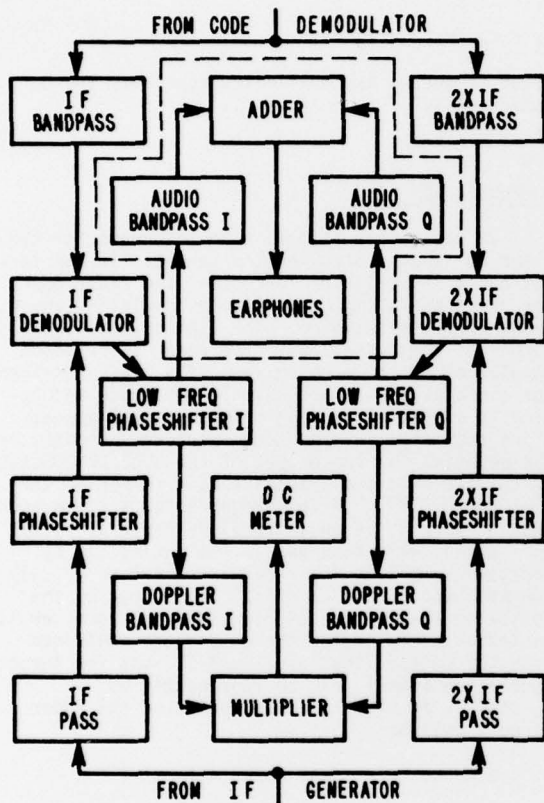 FROM CODE DEMODULATOR
IF
BANDPASS
ADDER
2XIF
BANDPASS
AUDIO
BANDPASS I
AUDIO
BANDPASS Q
IF
DEMODULATOR
EARPHONES
2XIF
DEMODULATOR
LOW FREQ
PHASESHIFTER I
LOW FREQ
PHASESHIFTER Q
IF
PHASESHIFTER
DC
METER
2XIF
PHASESHIFTER
DOPPLER
BANDPASS I
DOPPLER
BANDPASS Q
IF
PASS
MULTIPLIER
2XIF
PASS
FROM IF GENERATOR